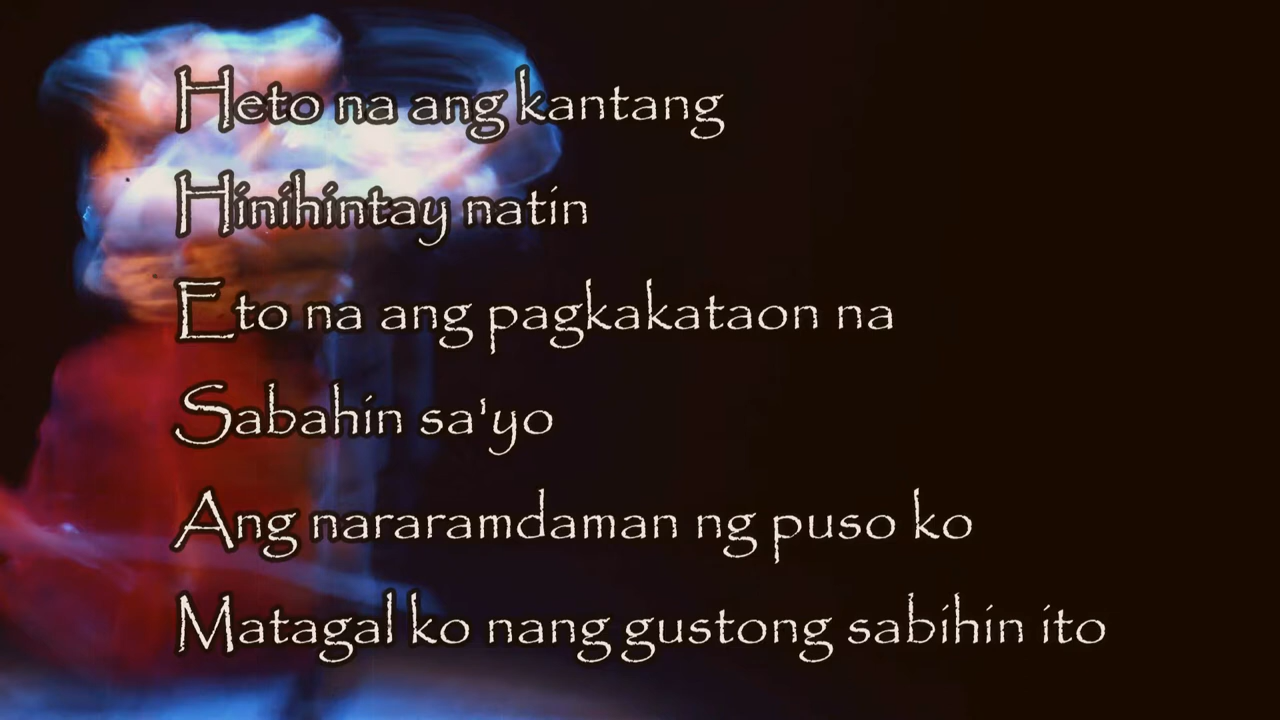 Heto na ang kantang
Hinihintay natin
Eto na ang pagkakataon na
Sabahin sa'yo
Ang nararamdaman ng puso ko
Matagal ko nang gustong sabihin ito